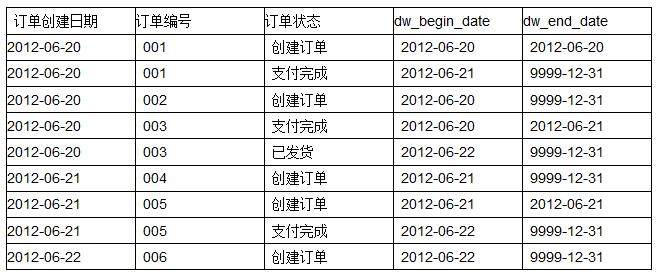 订单创建日期 订单编号 订单状态 dw_begin_date dw_end_date
2012-06-20 001 创建订单 2012-06-20 2012-06-20
2012-06-20 001 支付完成 2012-06-21 9999-12-31
2012-06-20 002 创建订单 2012-06-20 9999-12-31
2012-06-20 003 支付完成 2012-06-20 2012-06-21
2012-06-20 003 已发货 2012-06-22 9999-12-31
2012-06-21 004 创建订单 2012-06-21 9999-12-31
2012-06-21 005 创建订单 2012-06-21 2012-06-21
2012-06-21 005 支付完成 2012-06-22 9999-12-31
2012-06-22 006 创建订单 2012-06-22 9999-12-31